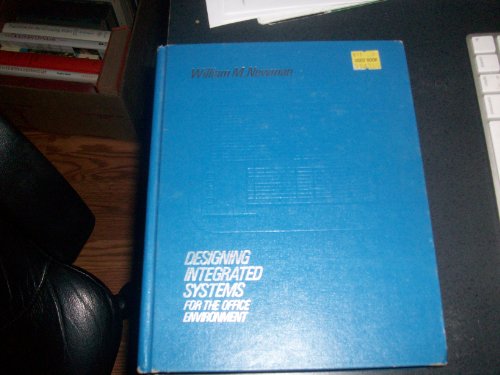 William M. Newman
USED BOOK
DESIGNING
INTEGRATED
SYSTEMS
FOR THE OFFICE
ENVIRONMENT